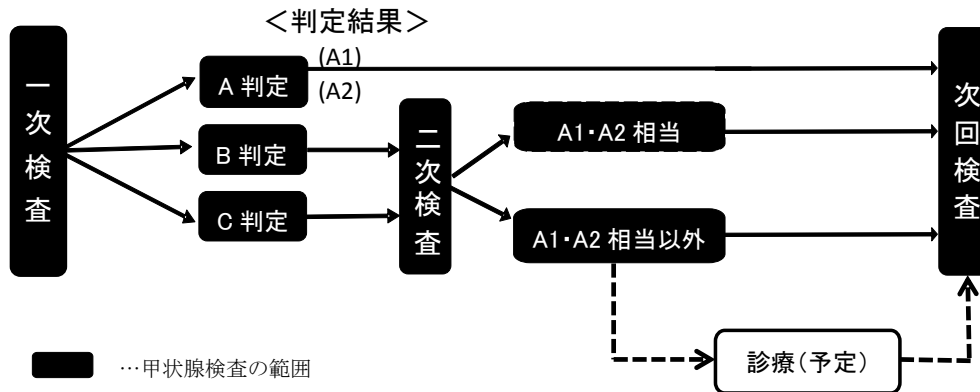 ＜判定結果＞
一次検査
A 判定
(A1)
(A2)
B 判定
C 判定
二次検査
A1・A2 相当
A1・A2 相当以外
次回検査
診療（予定）
…甲状腺検査の範囲